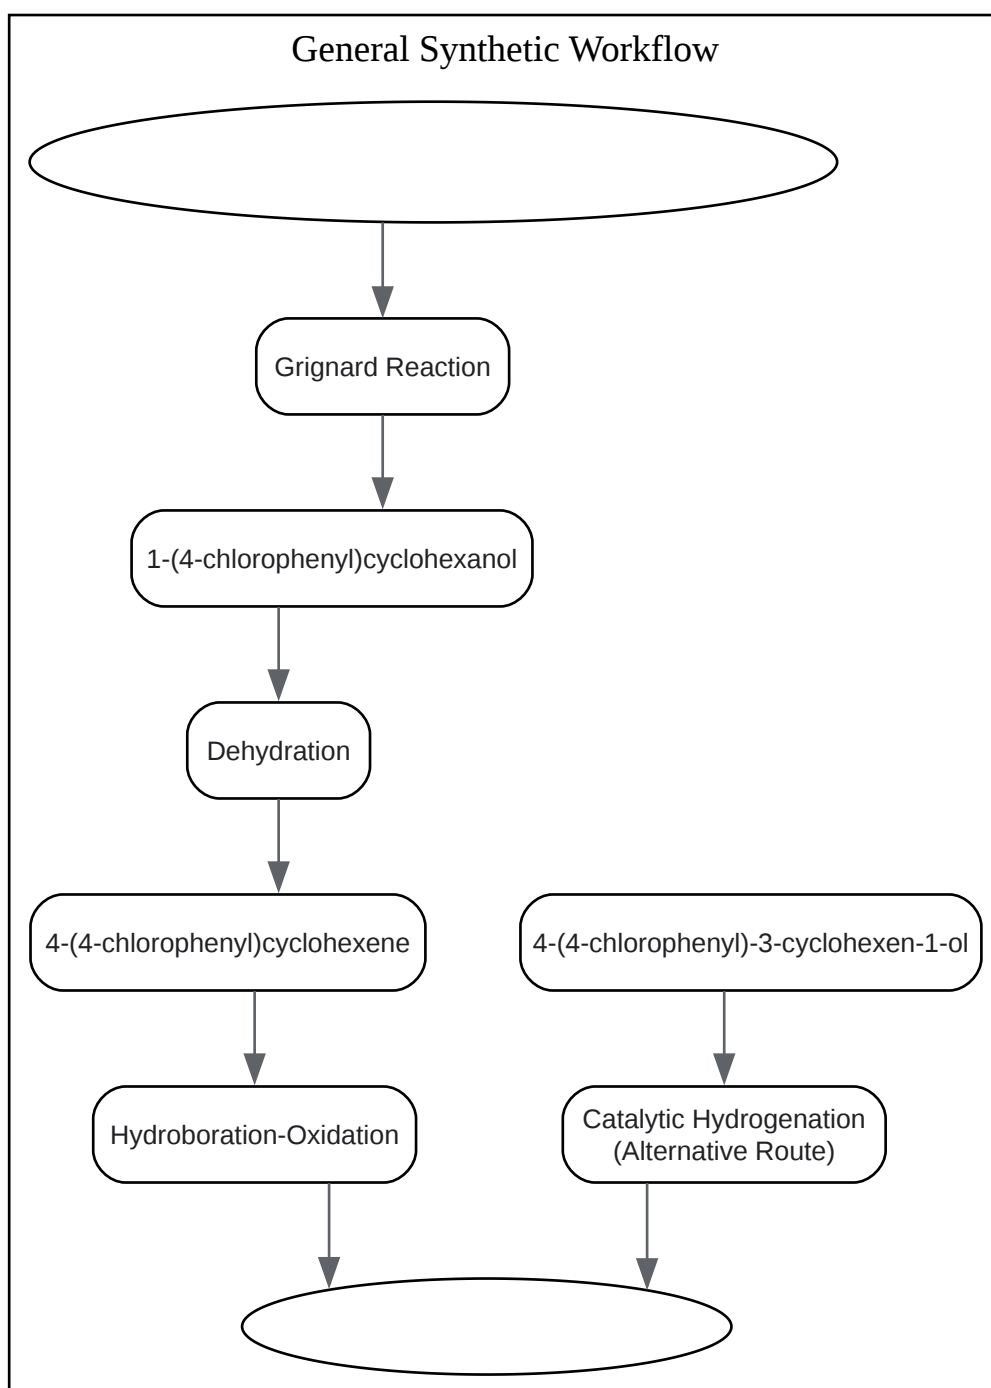 General Synthetic Workflow
Grignard Reaction
1-(4-chlorophenyl)cyclohexanol
Dehydration
4-(4-chlorophenyl)cyclohexene
4-(4-chlorophenyl)-3-cyclohexen-1-ol
Hydroboration-Oxidation
Catalytic Hydrogenation
(Alternative Route)